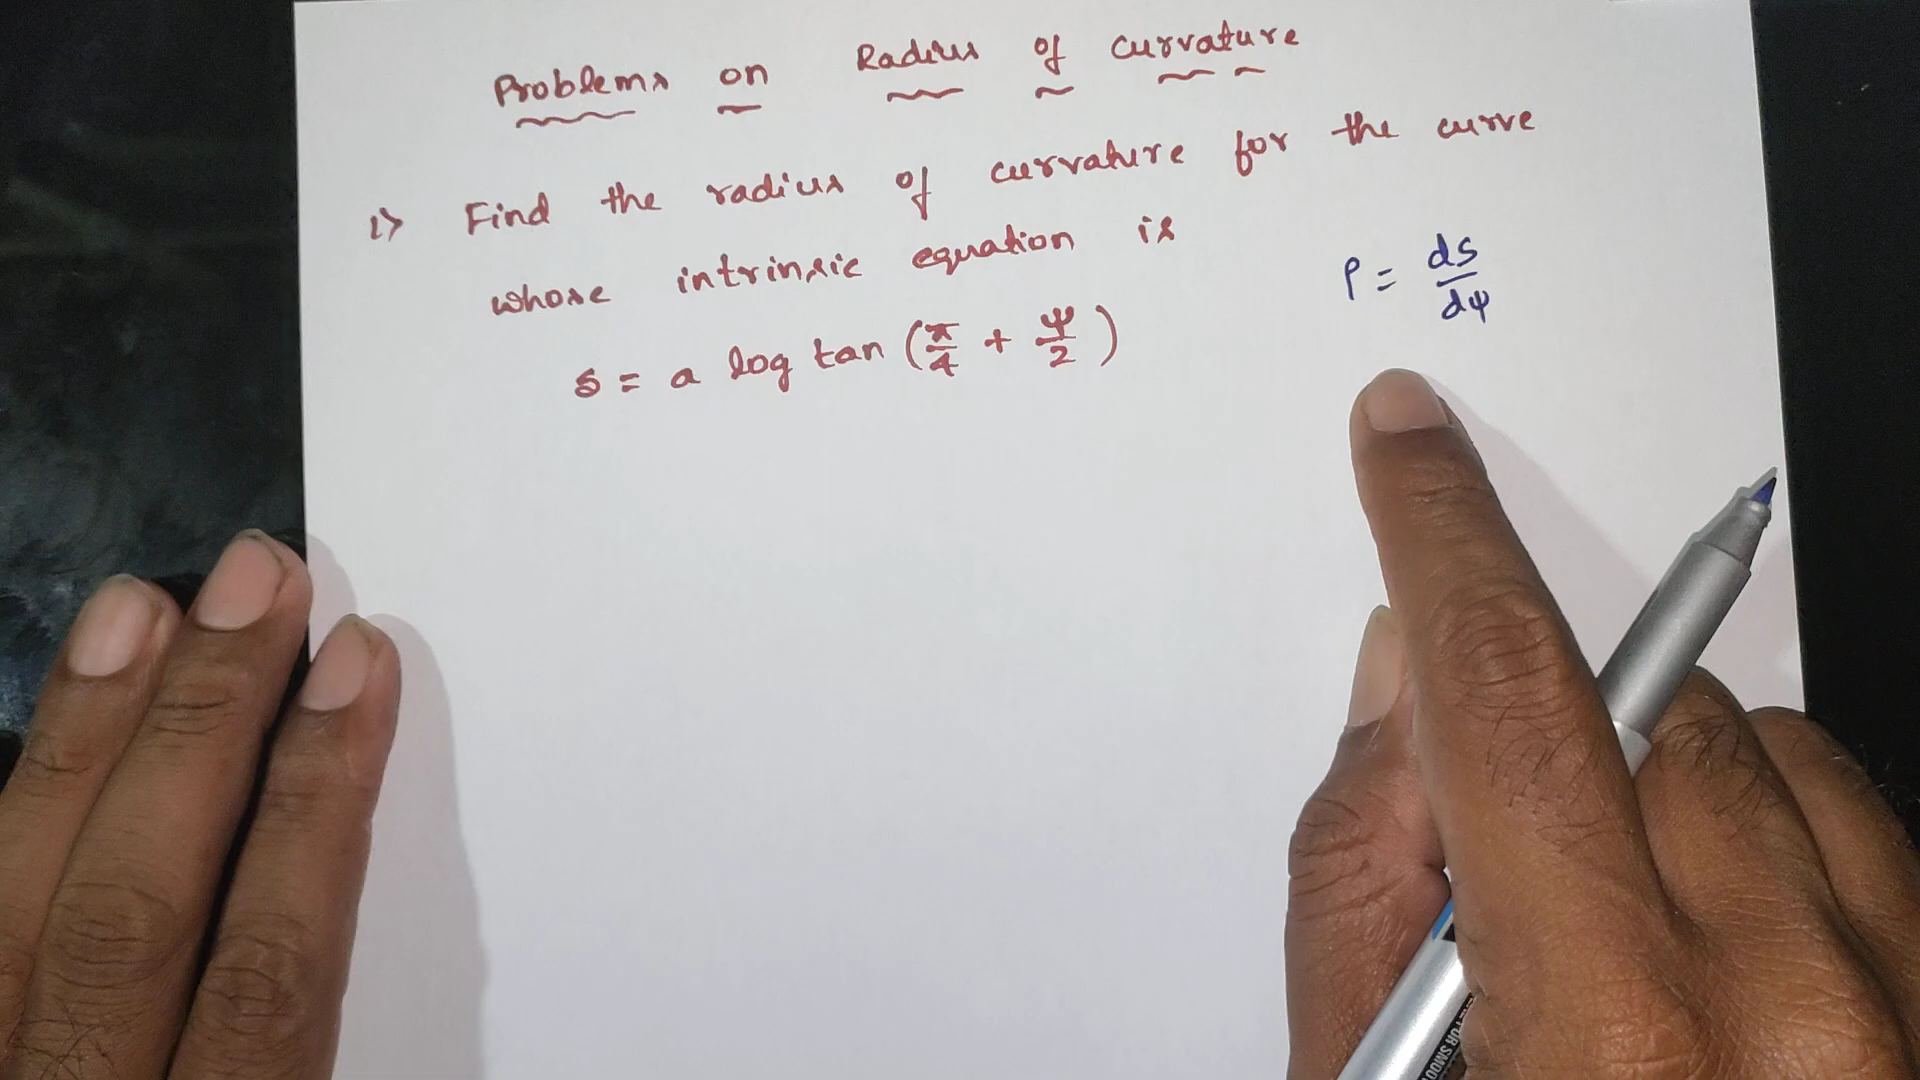 Problems on Radius of Curvature
1) Find the radius of curvature for the curve
whose intrinsic equation is
s = a log tan (π/4 + ψ/2)
ρ = ds/dψ